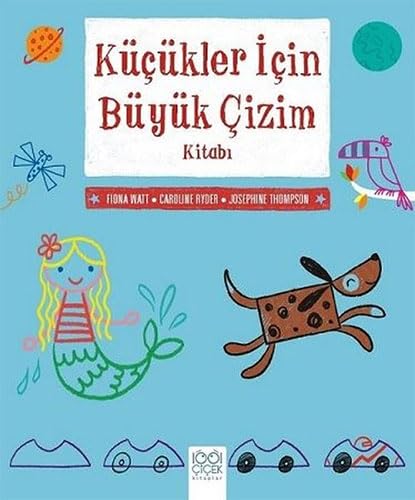 Küçükler İçin
Büyük Çizim
Kitabı
FIONA WATT • CAROLINE RYDER • JOSEPHINE THOMPSON
1001
ÇİÇEK
kitaplar